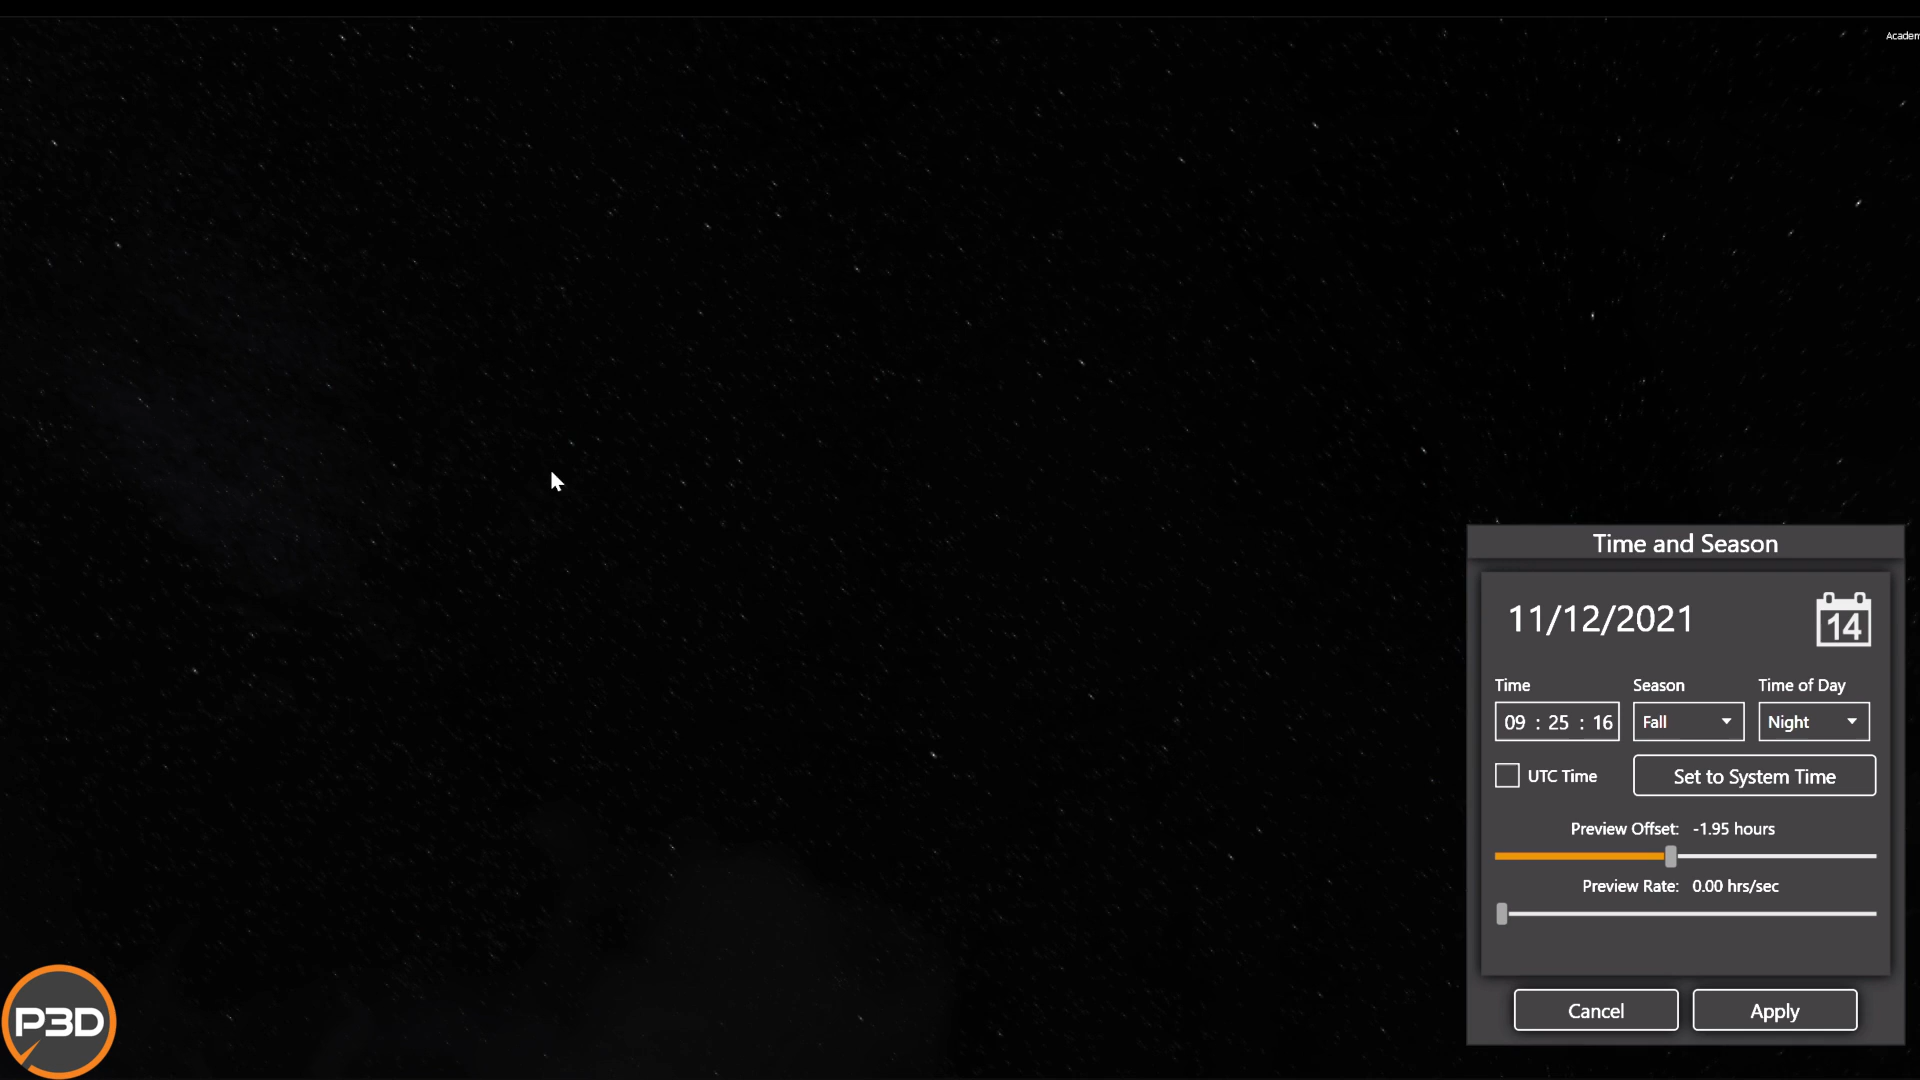 Academ
Time and Season
11/12/2021
14
Time Season Time of Day
09 : 25 : 16 Fall Night
UTC Time Set to System Time
Preview Offset: -1.95 hours
Preview Rate: 0.00 hrs/sec
Cancel Apply
P3D